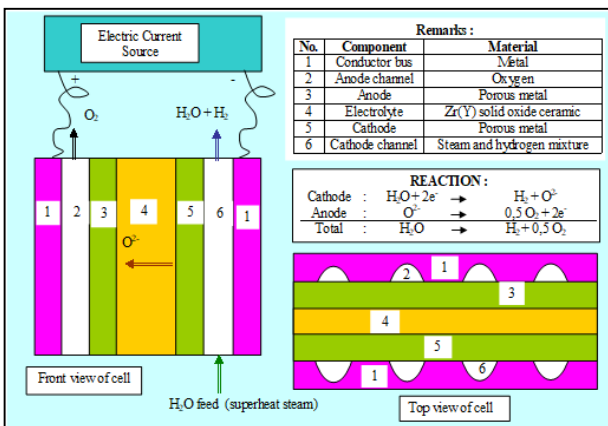 Electric Current
Source
+ -
O₂
H₂O + H₂
1 2 3 4 5 6 1
O²⁻
Front view of cell
H₂O feed (superheat steam)
Remarks :
No. Component Material
1 Conductor bus Metal
2 Anode channel Oxygen
3 Anode Porous metal
4 Electrolyte Zr(Y) solid oxide ceramic
5 Cathode Porous metal
6 Cathode channel Steam and hydrogen mixture
REACTION :
Cathode : H₂O + 2e⁻ → H₂ + O²⁻
Anode : O²⁻ → 0,5 O₂ + 2e⁻
Total : H₂O → H₂ + 0,5 O₂
2 1
3
4
5
1 6
Top view of cell